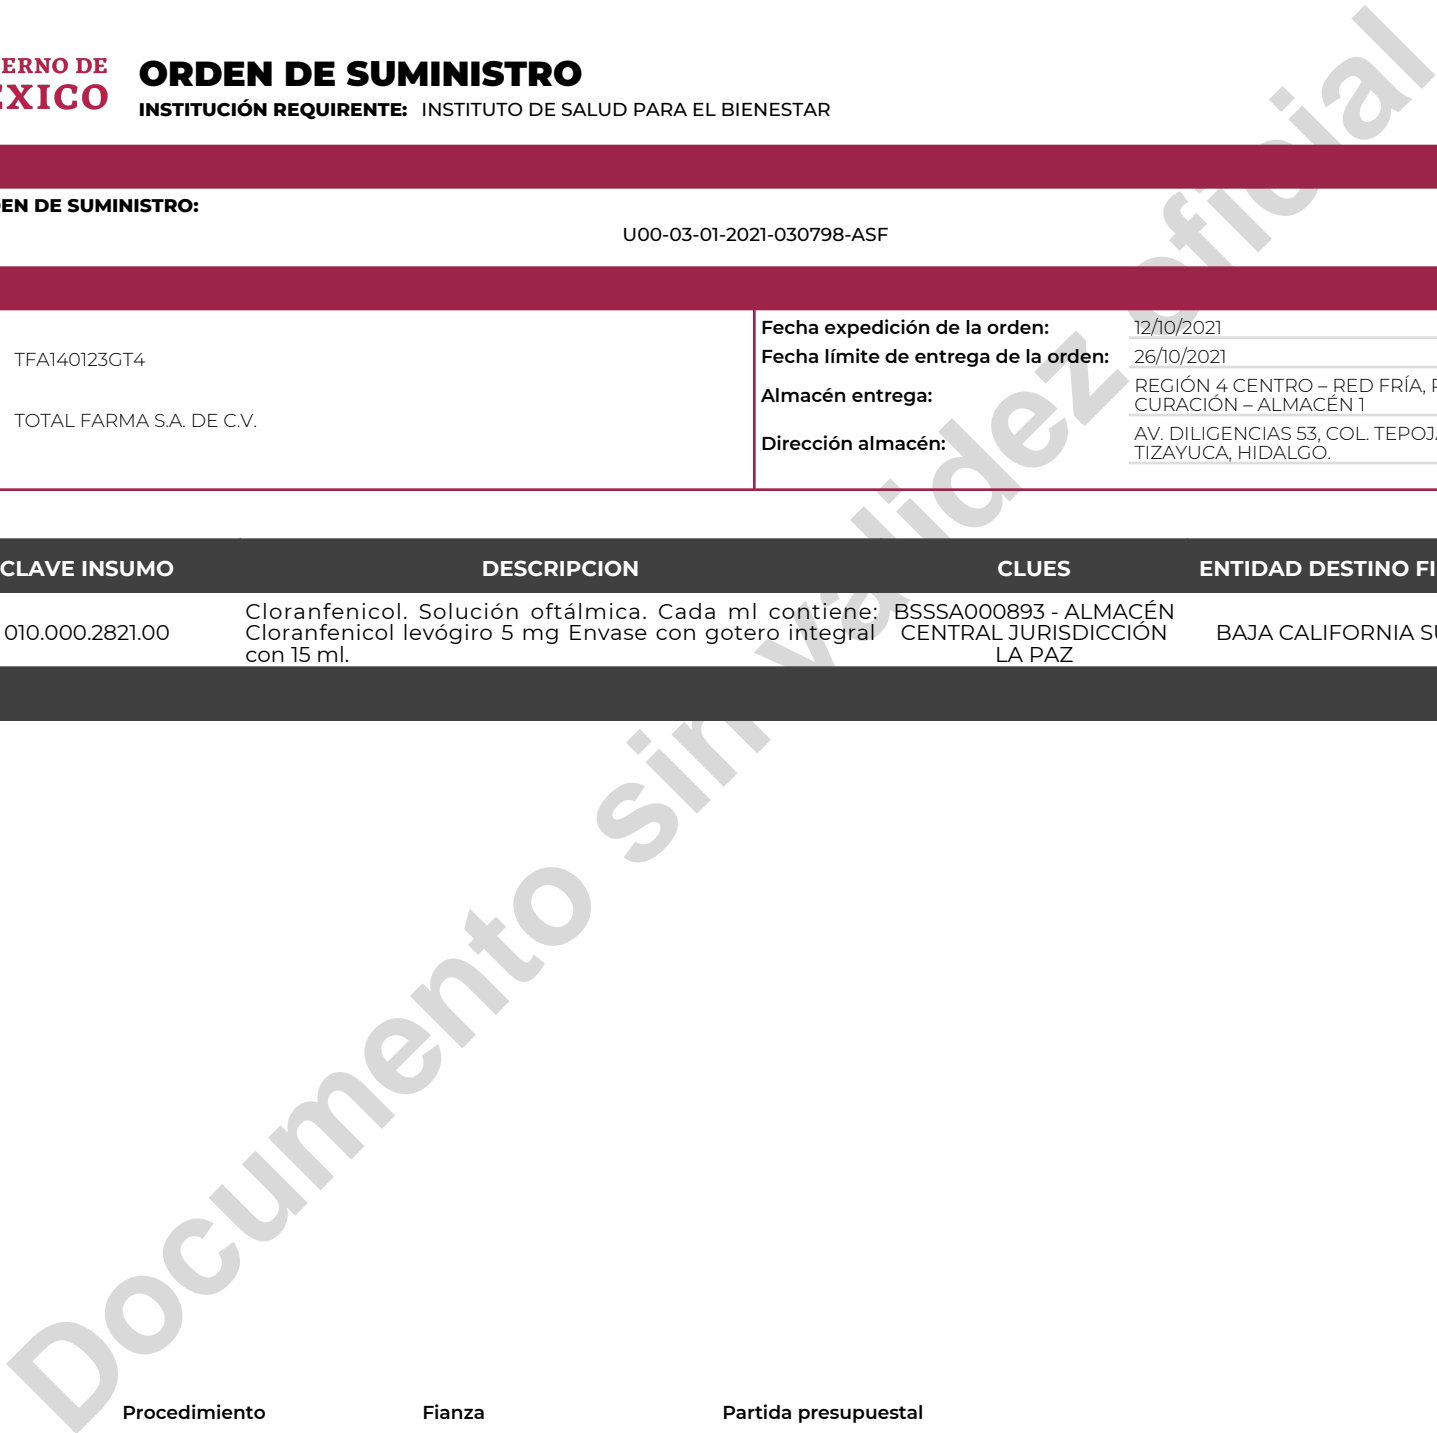 ERNO DE
ÉXICO
ORDEN DE SUMINISTRO
INSTITUCIÓN REQUIRENTE: INSTITUTO DE SALUD PARA EL BIENESTAR
EN DE SUMINISTRO:
U00-03-01-2021-030798-ASF
TFA140123GT4
TOTAL FARMA S.A. DE C.V.
Fecha expedición de la orden: 12/10/2021
Fecha límite de entrega de la orden: 26/10/2021
Almacén entrega:
REGIÓN 4 CENTRO – RED FRÍA,
CURACIÓN – ALMACÉN 1
Dirección almacén:
AV. DILIGENCIAS 53, COL. TEPOJA
TIZAYUCA, HIDALGO.
CLAVE INSUMO DESCRIPCION CLUES ENTIDAD DESTINO FI
010.000.2821.00
Cloranfenicol. Solución oftálmica. Cada ml contiene:
Cloranfenicol levógiro 5 mg Envase con gotero integral
con 15 ml.
BSSSA000893 - ALMACÉN
CENTRAL JURISDICCIÓN
LA PAZ
BAJA CALIFORNIA SU
Documento sin validez oficial
Procedimiento Fianza Partida presupuestal